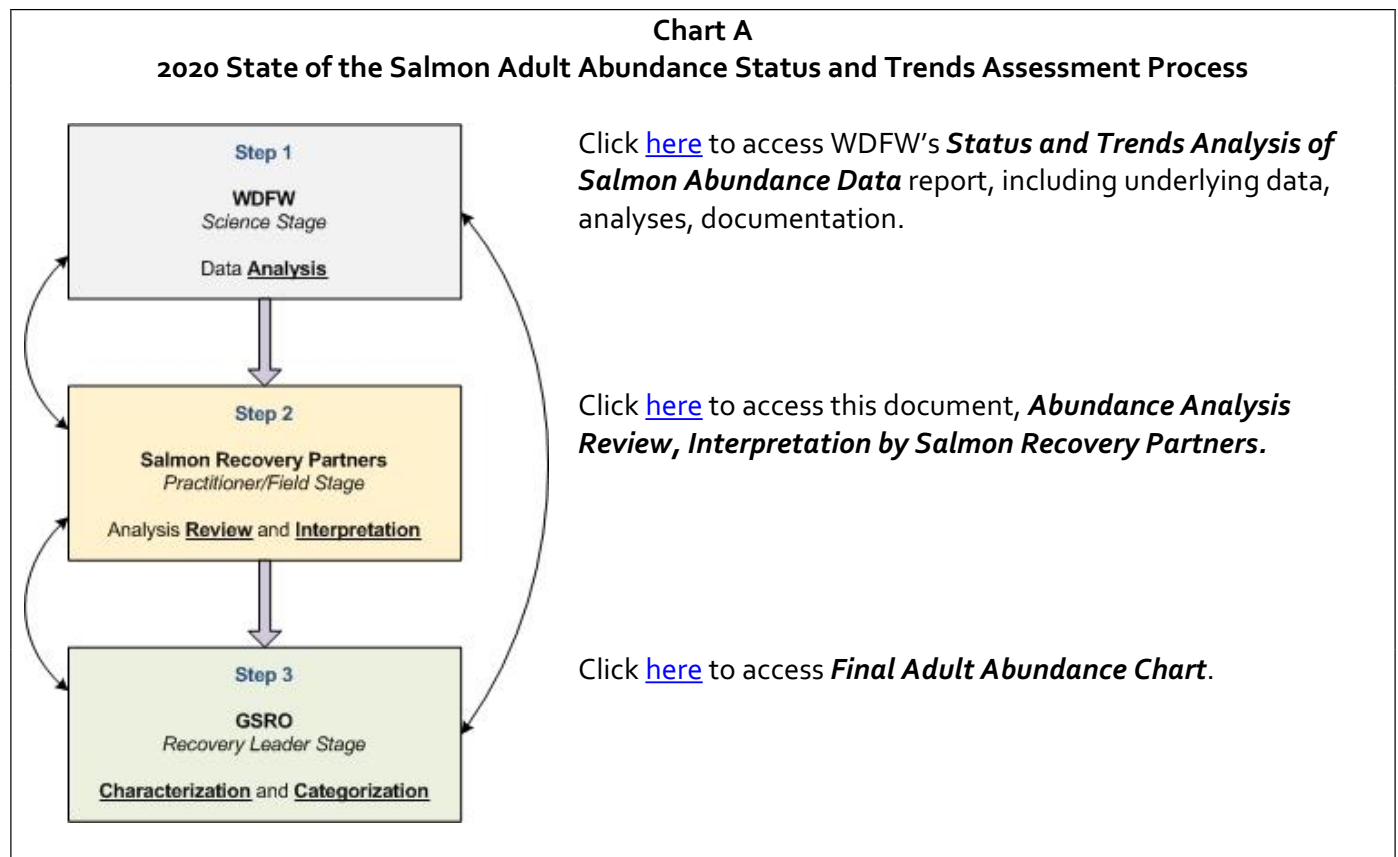 Chart A
2020 State of the Salmon Adult Abundance Status and Trends Assessment Process
Step 1
WDFW
Science Stage
Data Analysis
Click here to access WDFW's Status and Trends Analysis of
Salmon Abundance Data report, including underlying data,
analyses, documentation.
Step 2
Salmon Recovery Partners
Practitioner/Field Stage
Analysis Review and Interpretation
Click here to access this document, Abundance Analysis
Review, Interpretation by Salmon Recovery Partners.
Step 3
GSRO
Recovery Leader Stage
Characterization and Categorization
Click here to access Final Adult Abundance Chart.